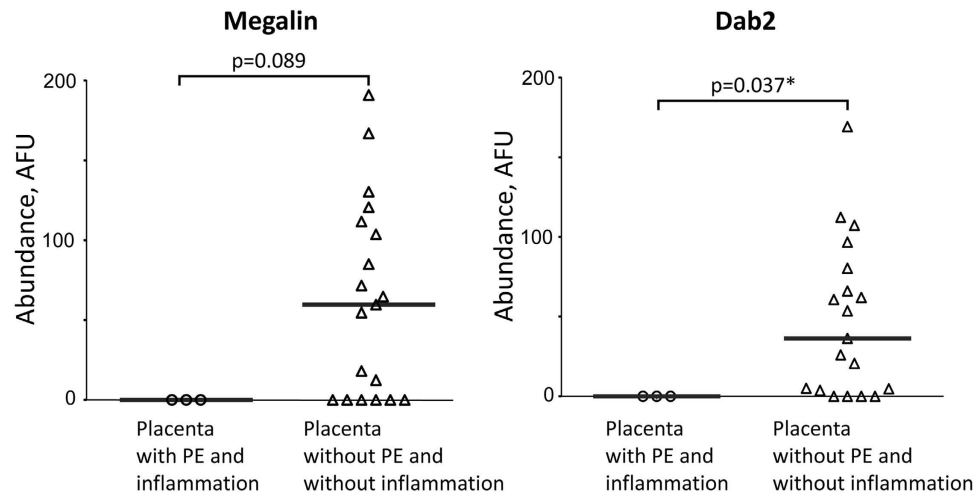 Megalin
p=0.089
200
100
0
Abundance, AFU
Placenta
with PE and
inflammation
Placenta
without PE and
without inflammation
Dab2
p=0.037*
200
100
0
Abundance, AFU
Placenta
with PE and
inflammation
Placenta
without PE and
without inflammation